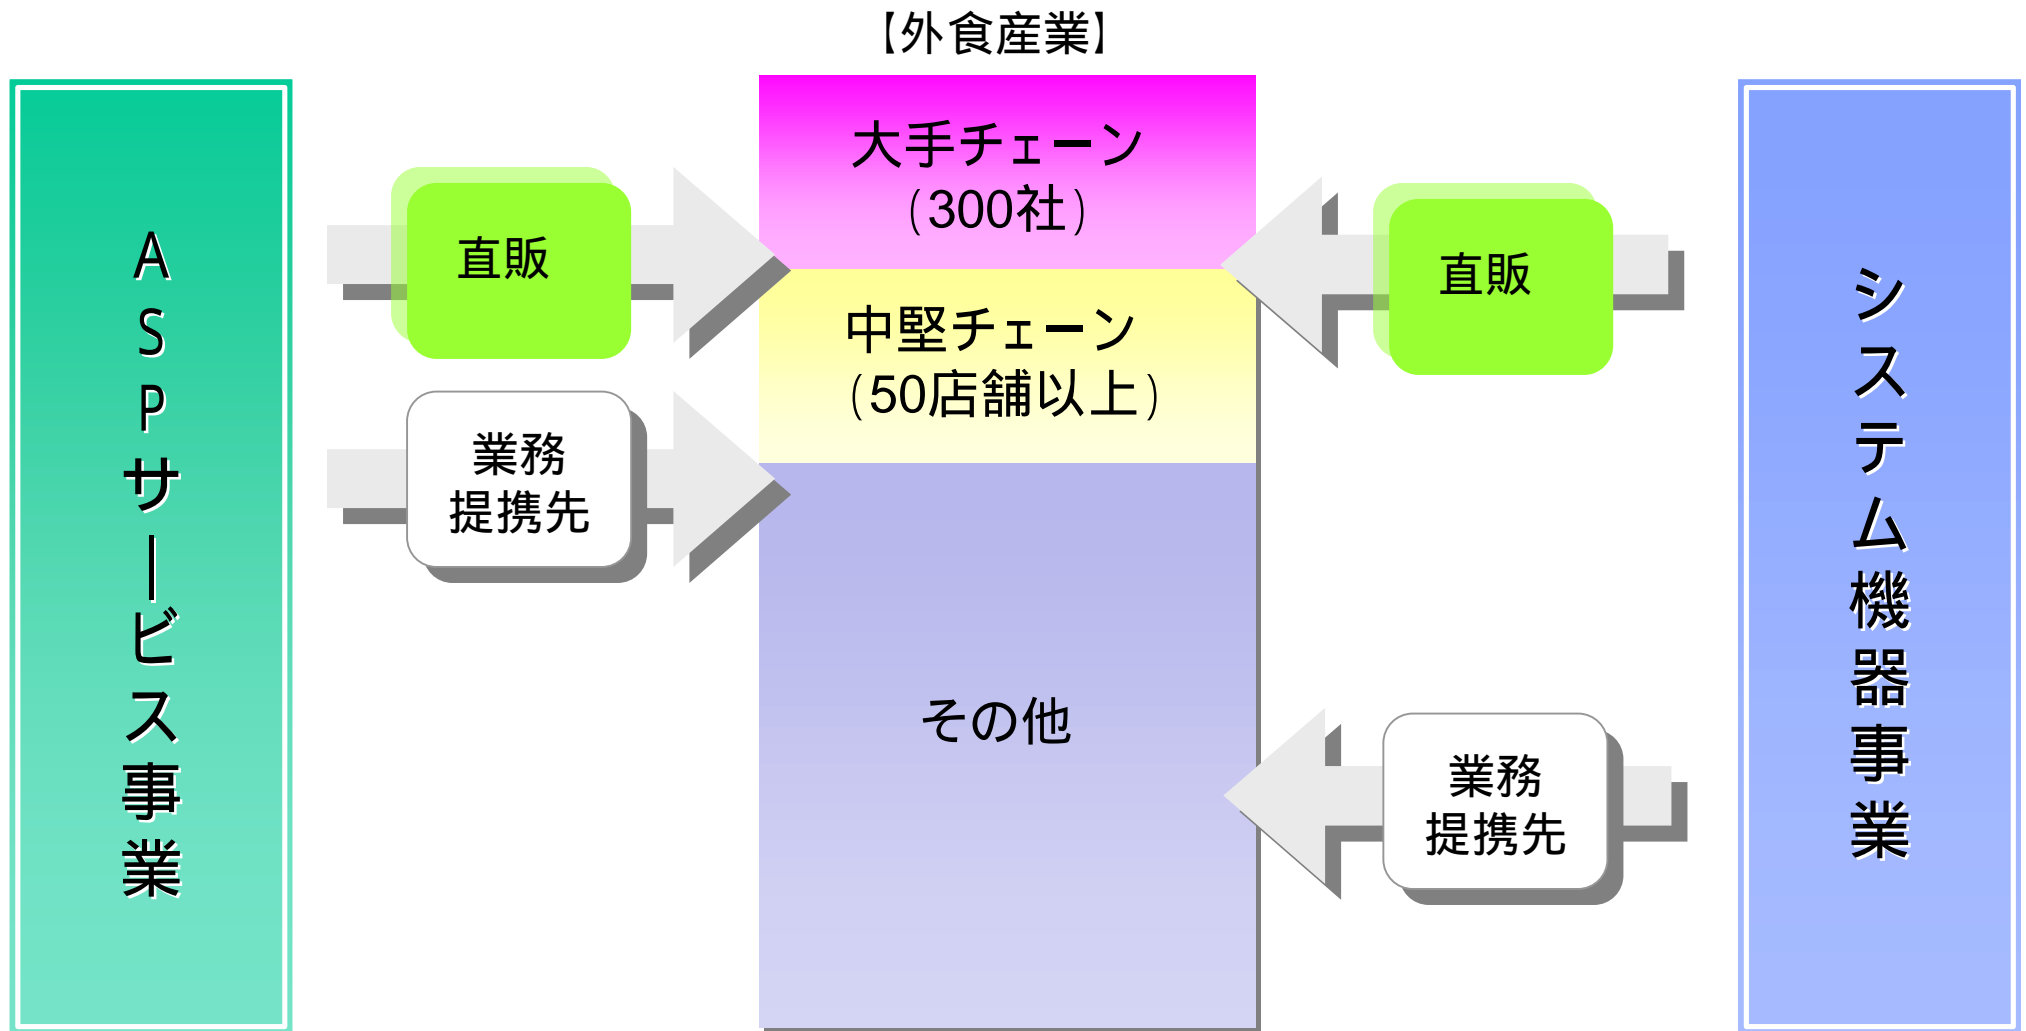 【外食産業】
ASPサービス事業
直販
業務
提携先
大手チェーン
(300社)
中堅チェーン
(50店舗以上)
その他
直販
業務
提携先
システム機器事業